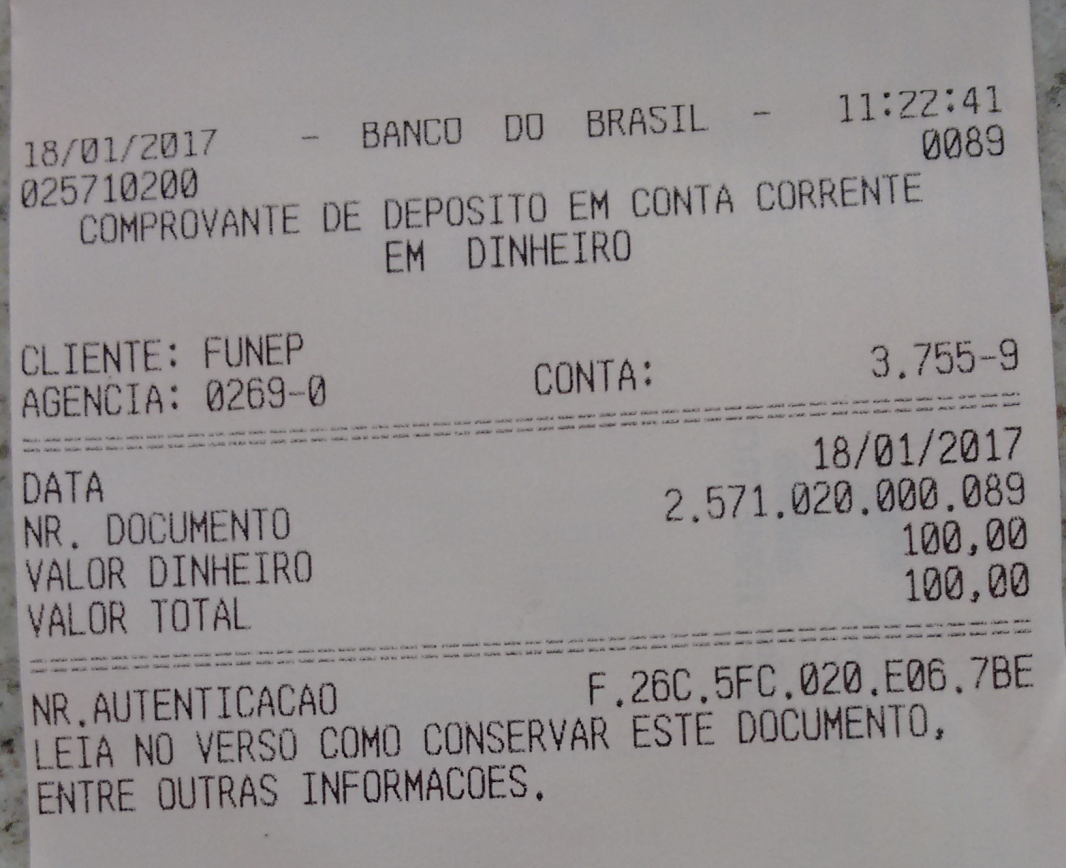 18/01/2017 - BANCO DO BRASIL - 11:22:41
025710200 0089
COMPROVANTE DE DEPOSITO EM CONTA CORRENTE
EM DINHEIRO
CLIENTE: FUNEP
AGENCIA: 0269-0 CONTA: 3.755-9
DATA 18/01/2017
NR. DOCUMENTO 2.571.020.000.089
VALOR DINHEIRO 100,00
VALOR TOTAL 100,00
NR.AUTENTICACAO F.26C.5FC.020.E06.7BE
LEIA NO VERSO COMO CONSERVAR ESTE DOCUMENTO,
ENTRE OUTRAS INFORMACOES.